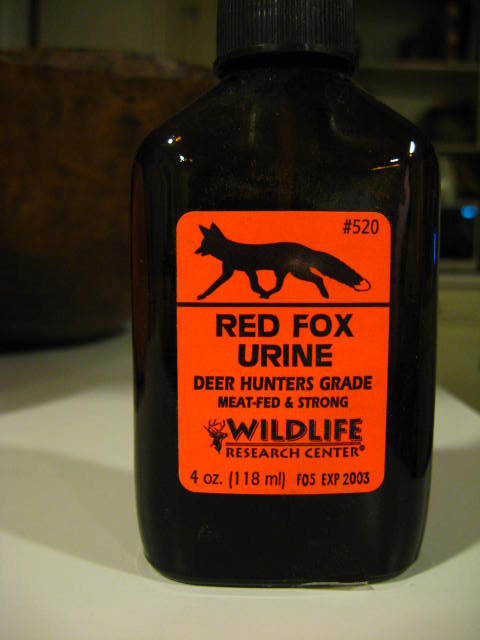 #520
RED FOX
URINE
DEER HUNTERS GRADE
MEAT-FED & STRONG
WILDLIFE
RESEARCH CENTER®
4 oz. (118 ml) F05 EXP 2003